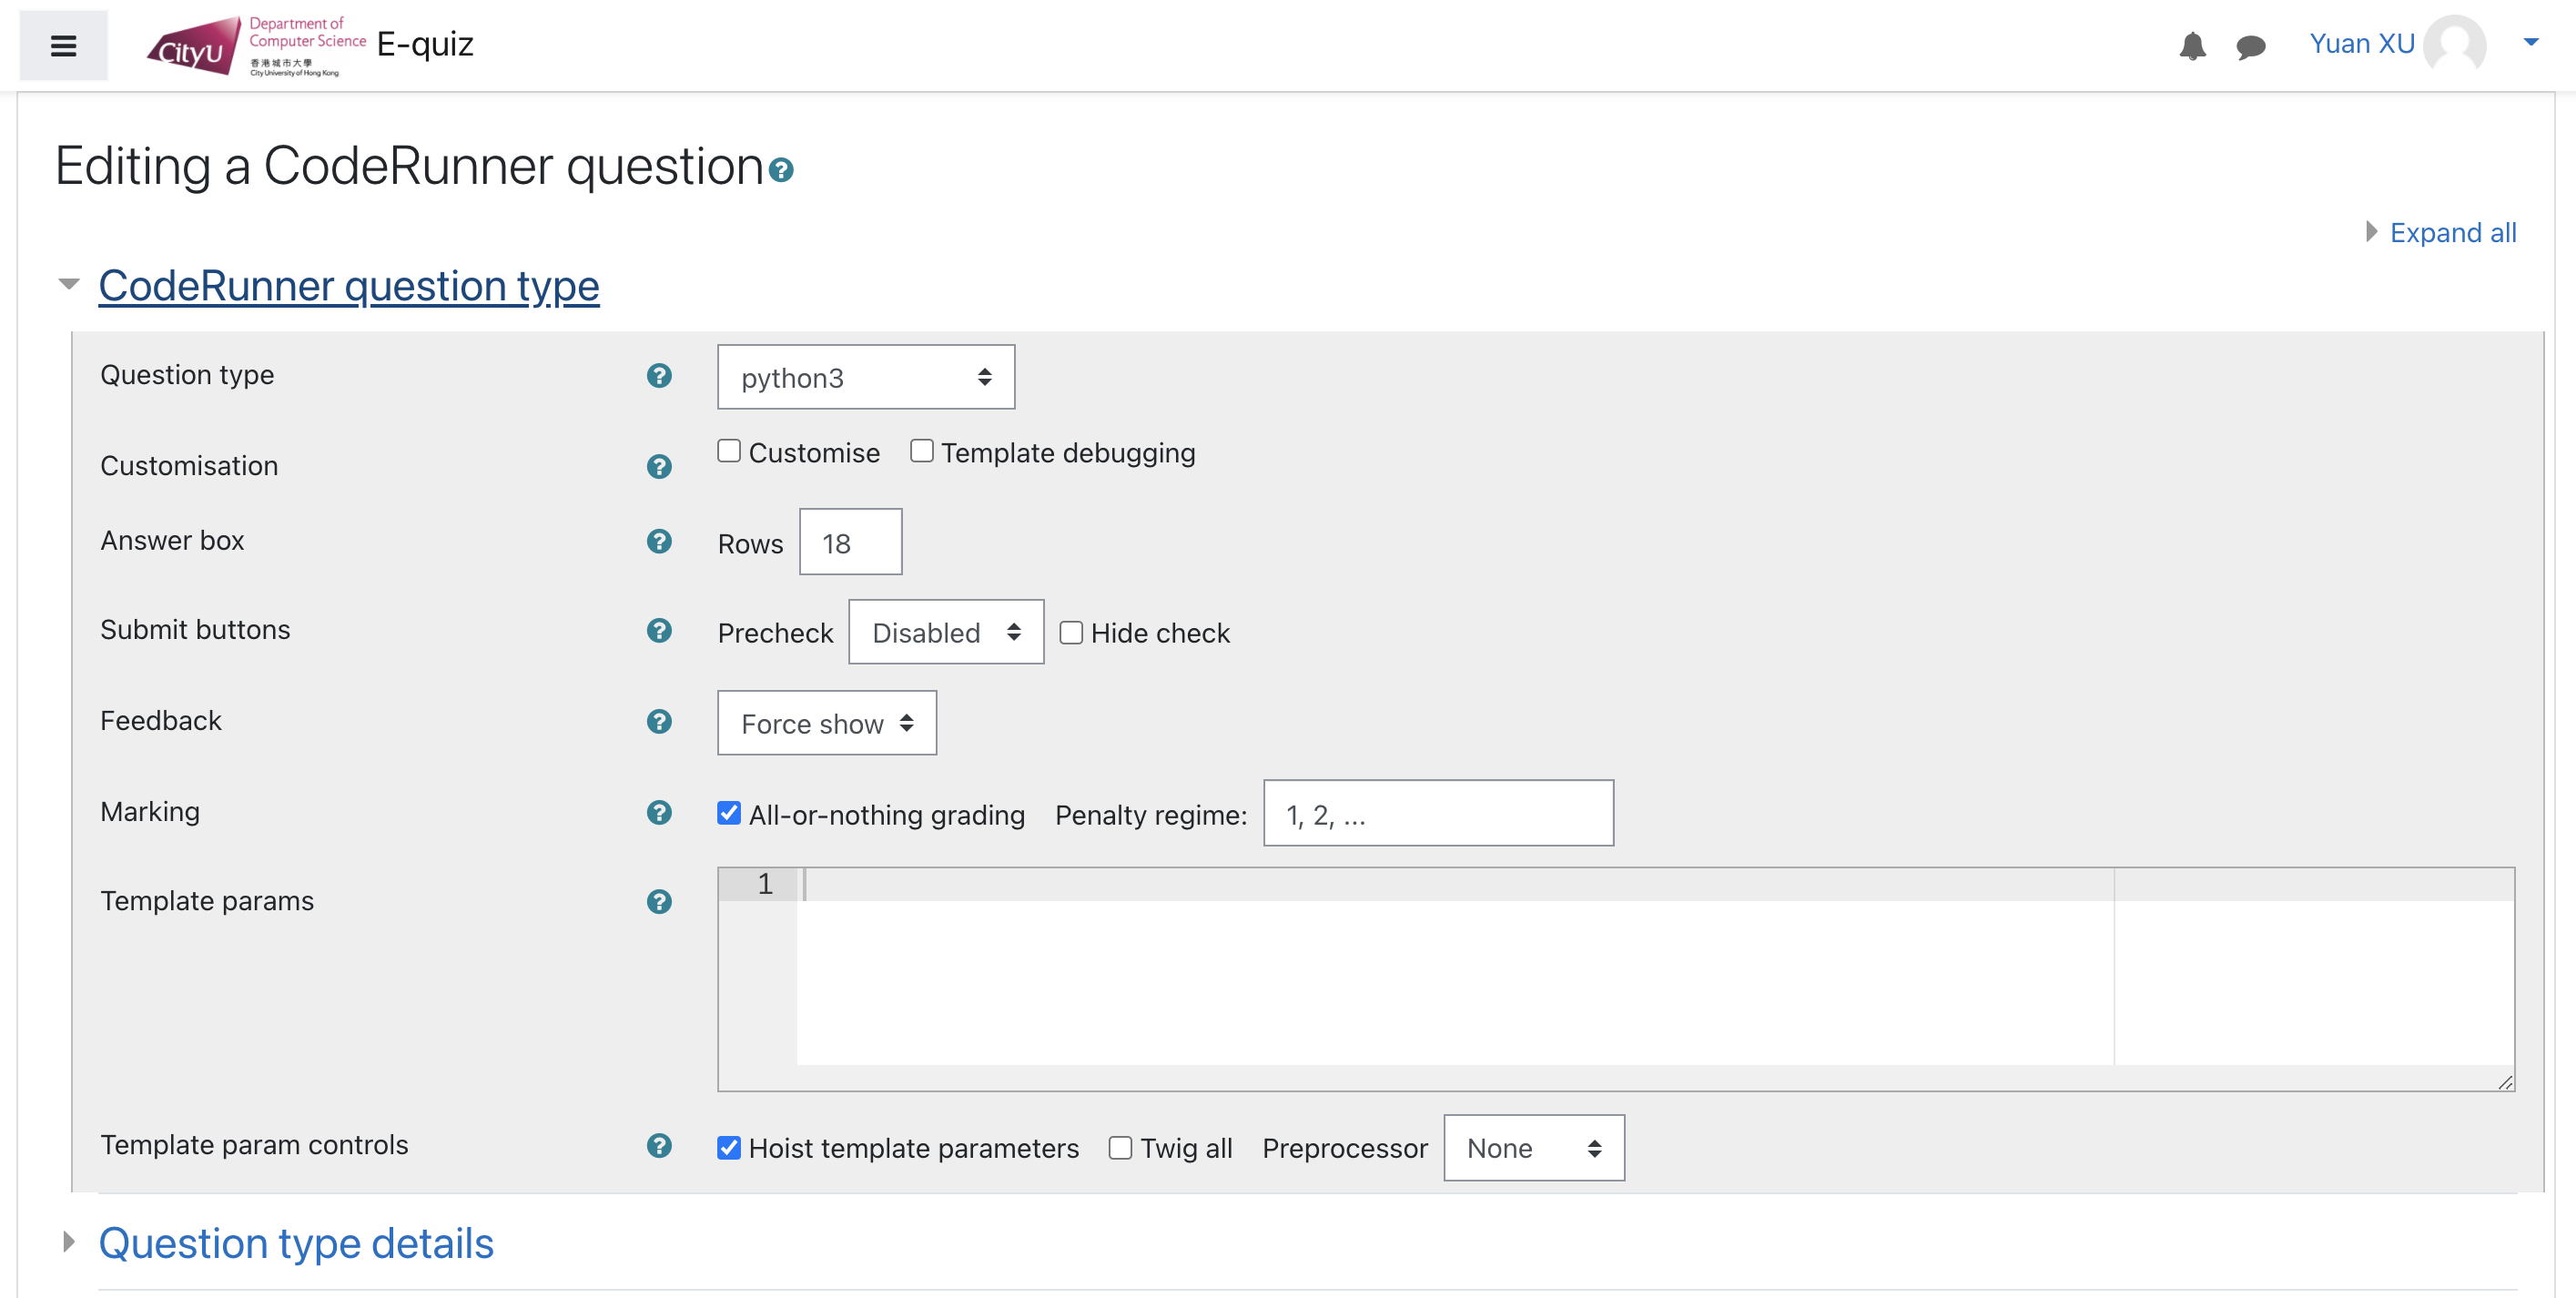 CityU
Department of
Computer Science
香港城市大學
City University of Hong Kong
E-quiz
Yuan XU
Editing a CodeRunner question
Expand all
CodeRunner question type
Question type
python3
Customisation
Customise Template debugging
Answer box
Rows 18
Submit buttons
Precheck Disabled Hide check
Feedback
Force show
Marking
All-or-nothing grading Penalty regime: 1, 2, ...
Template params
1
Template param controls
Hoist template parameters Twig all Preprocessor None
Question type details